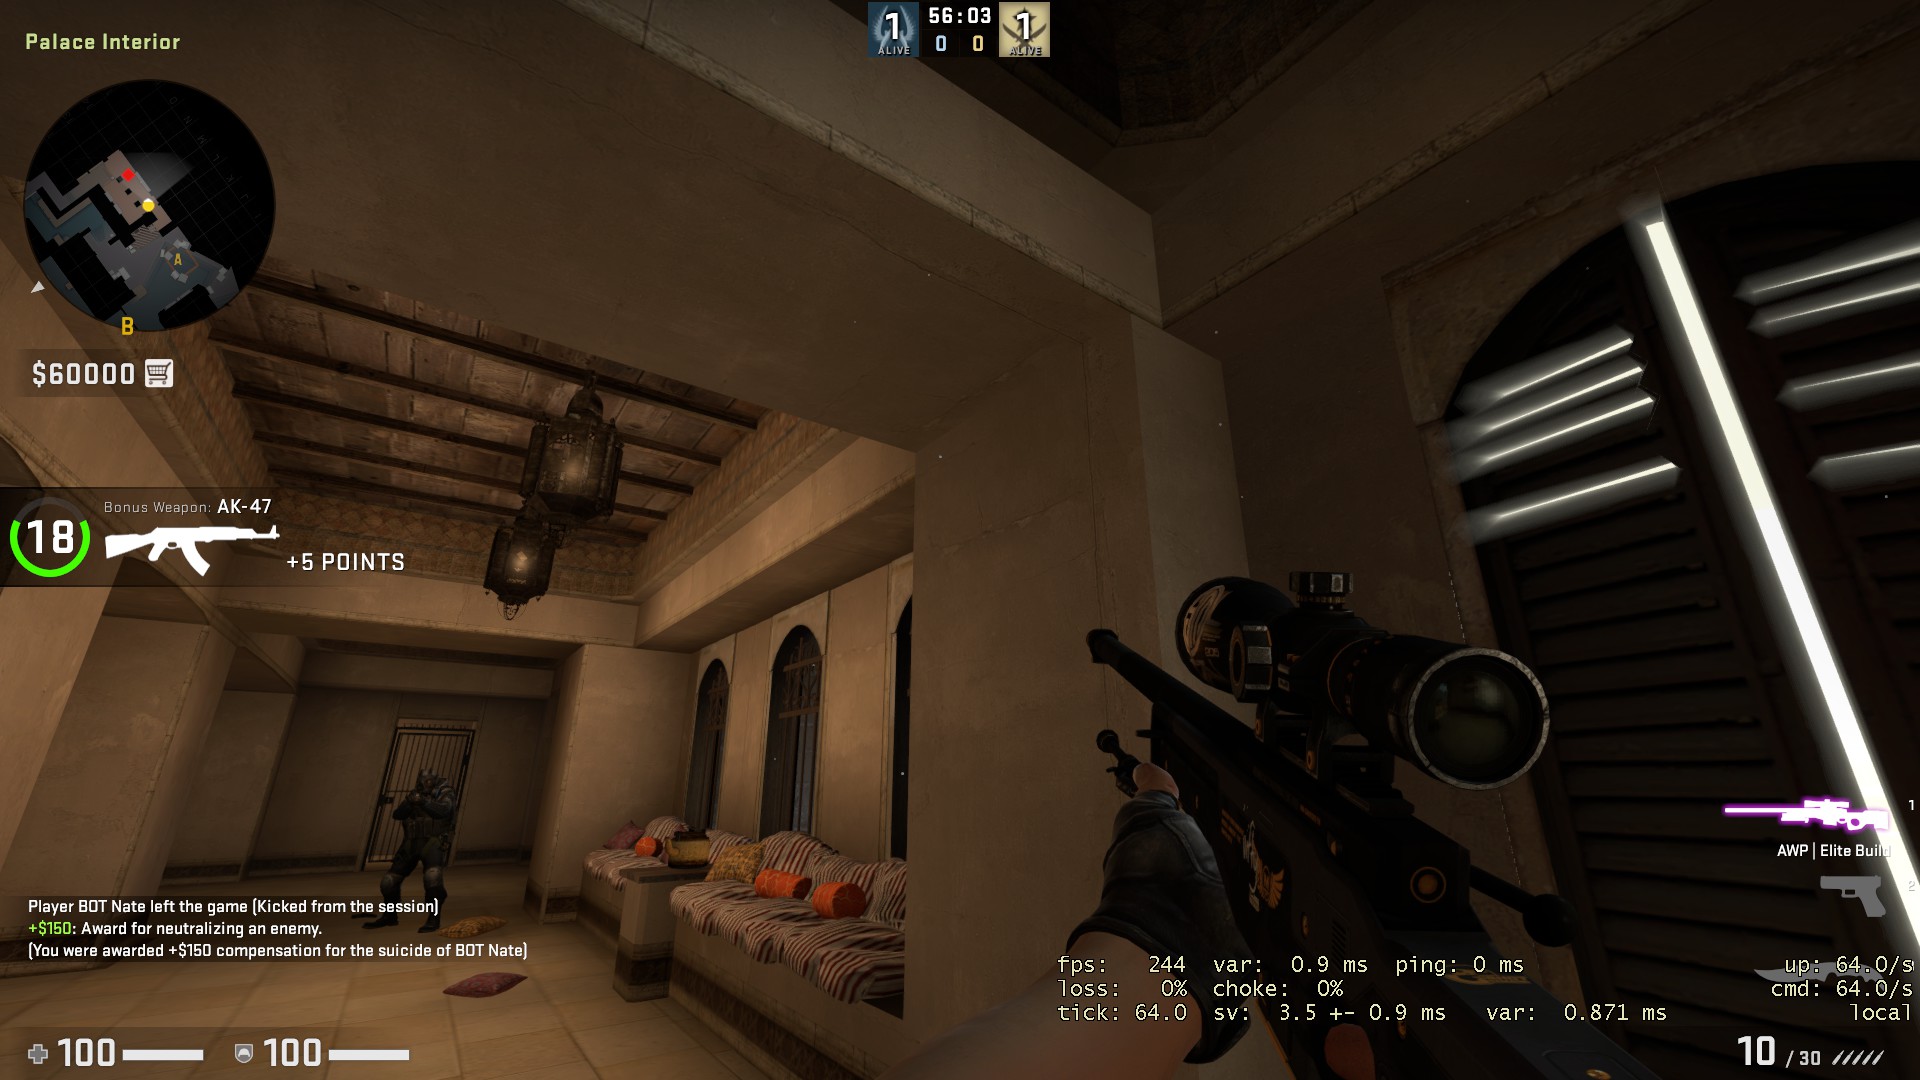 Palace Interior
1 56:03 1
ALIVE 0 0 ALIVE
A
B
$60000
Bonus Weapon: AK-47
18
+5 POINTS
1
AWP | Elite Build
2
Player BOT Nate left the game (Kicked from the session)
+$150: Award for neutralizing an enemy.
(You were awarded +$150 compensation for the suicide of BOT Nate)
fps: 244 var: 0.9 ms ping: 0 ms up: 64.0/s
loss: 0% choke: 0% cmd: 64.0/s
tick: 64.0 sv: 3.5 +- 0.9 ms var: 0.871 ms local
100 100 10 / 30